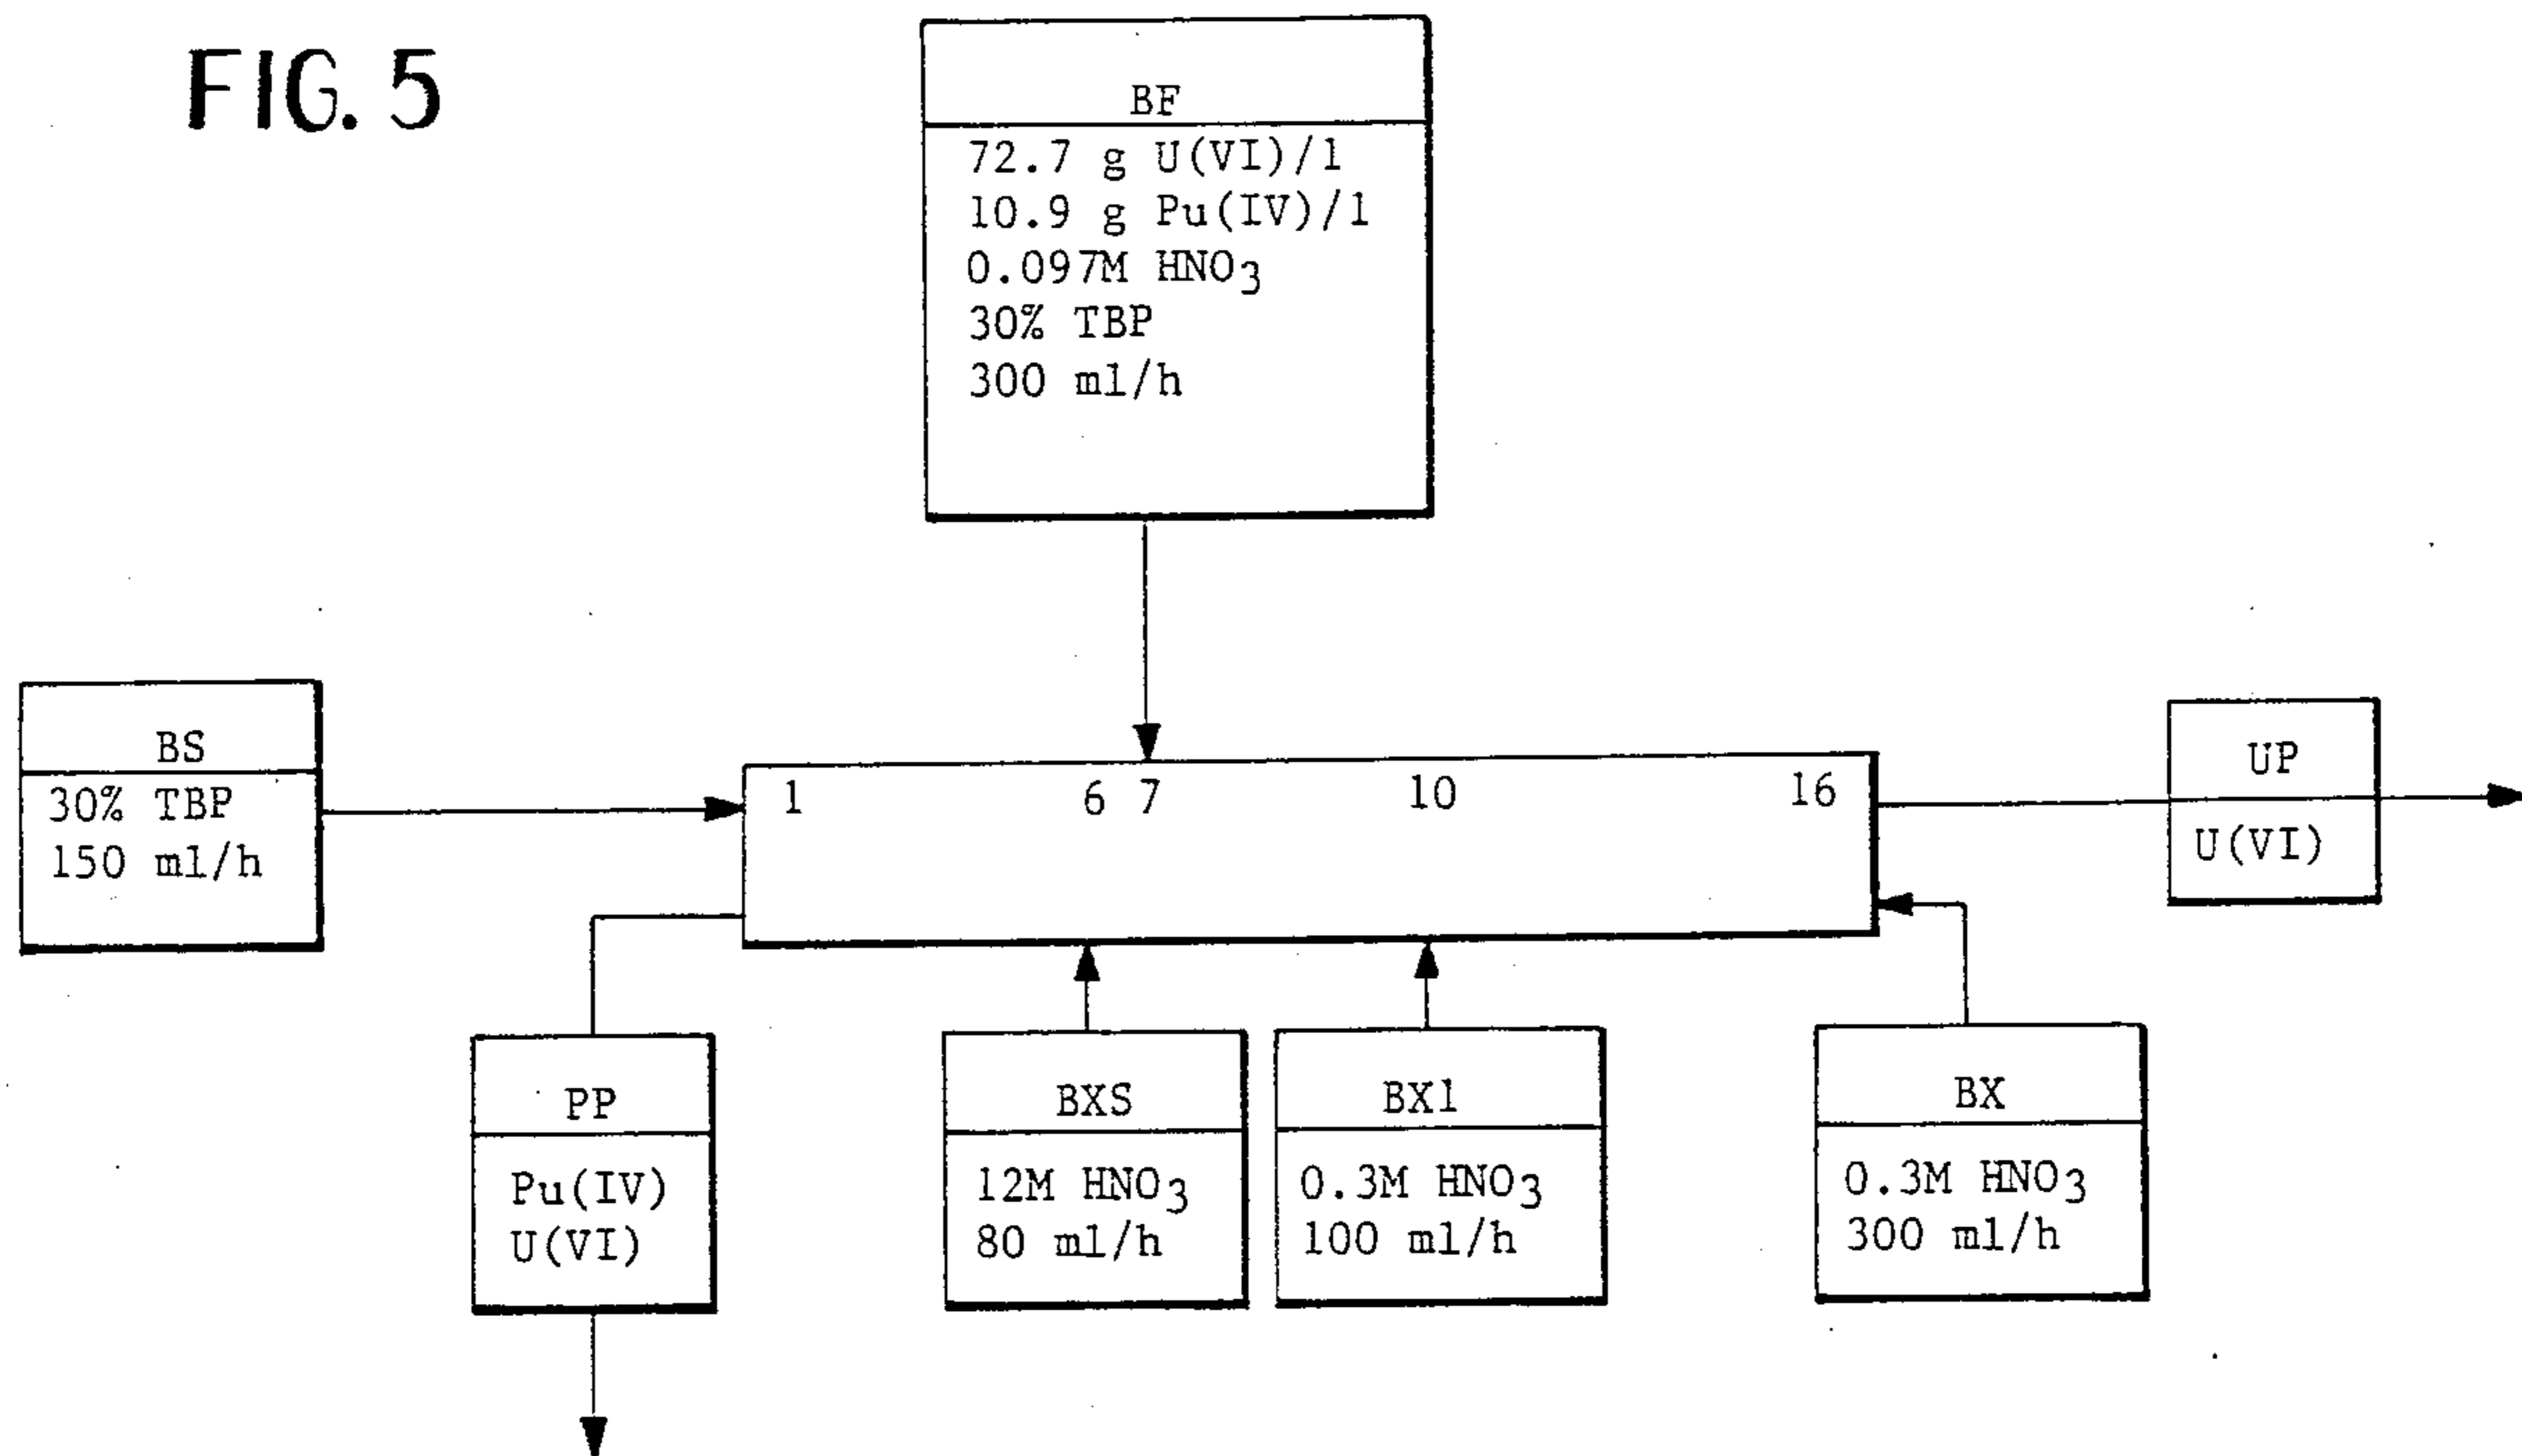 FIG. 5
BF
72.7 g U(VI)/l
10.9 g Pu(IV)/l
0.097M HNO3
30% TBP
300 ml/h
BS
30% TBP
150 ml/h
1 6 7 10 16
UP
U(VI)
PP
Pu(IV)
U(VI)
BXS
12M HNO3
80 ml/h
BX1
0.3M HNO3
100 ml/h
BX
0.3M HNO3
300 ml/h